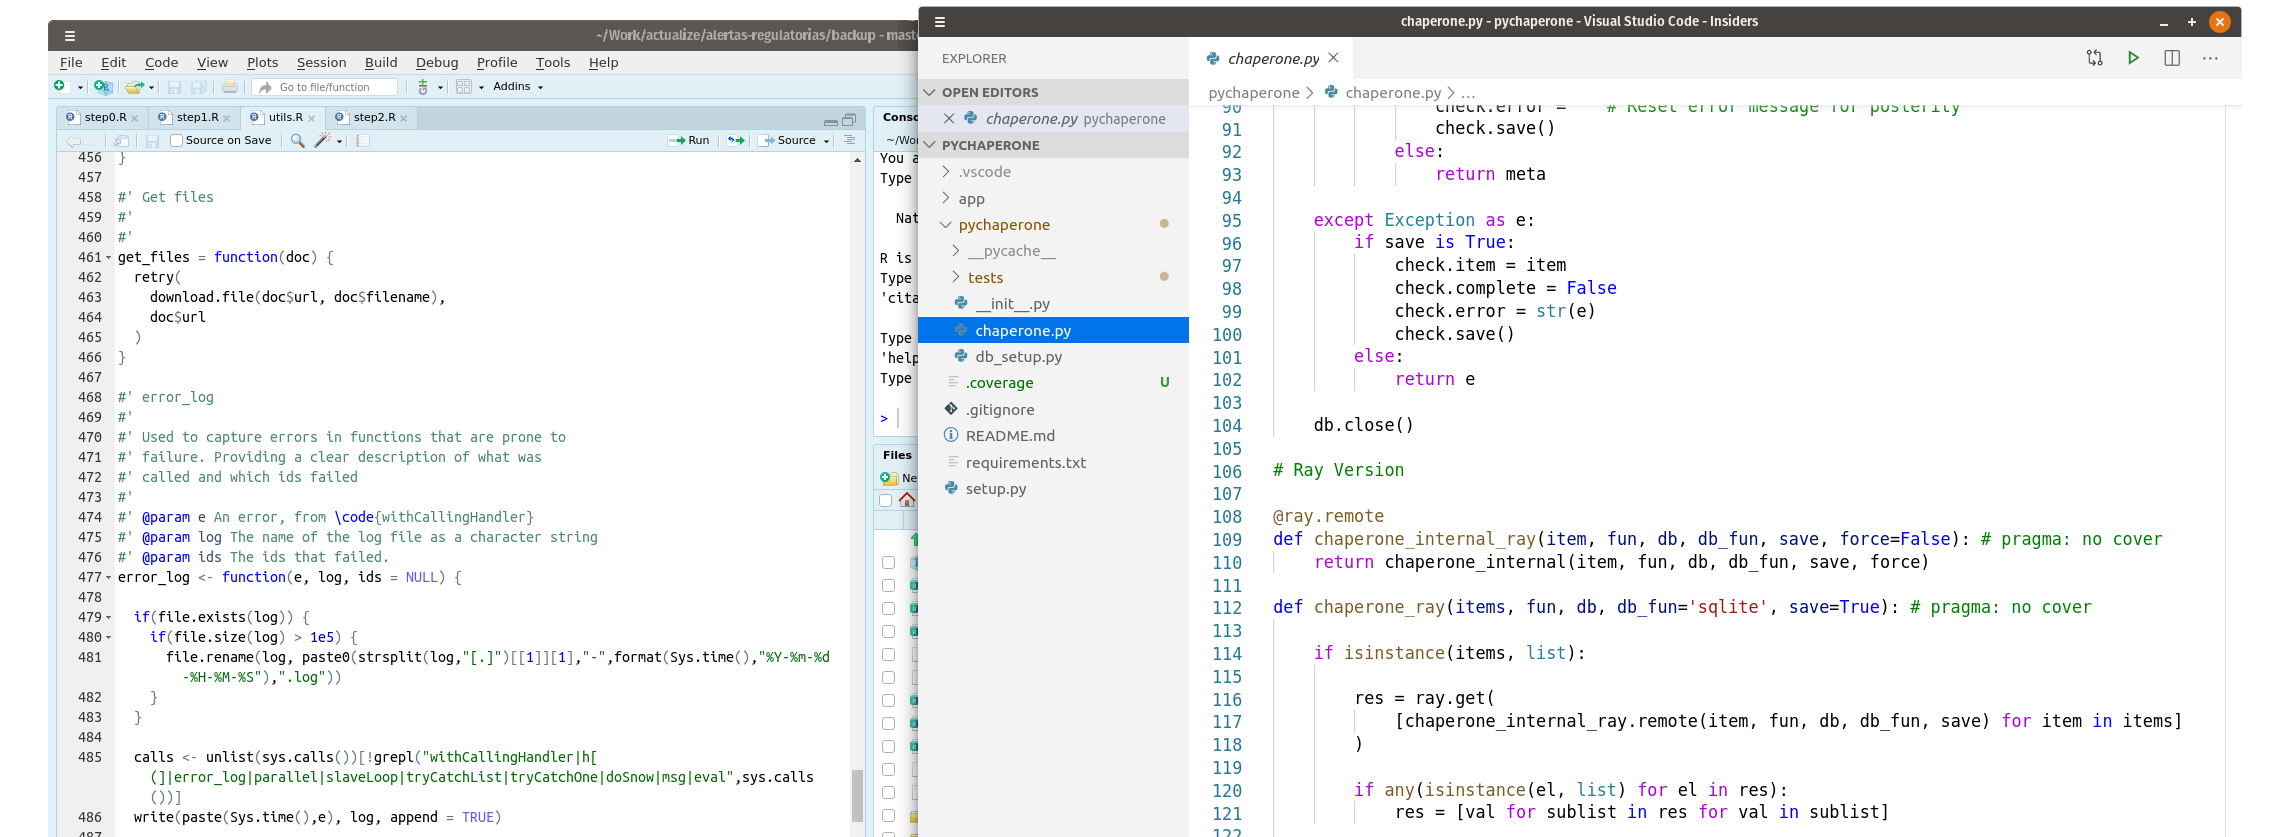 ~/Work/actualize/alertas-regulatorias/backup - mast
File Edit Code View Plots Session Build Debug Profile Tools Help
Go to file/function Addins
step0.R step1.R utils.R step2.R
Source on Save Run Source
456 }
457
458 #' Get files
459 #'
460 #'
461 get_files = function(doc) {
462 retry(
463 download.file(doc$url, doc$filename),
464 doc$url
465 )
466 }
467
468 #' error_log
469 #'
470 #' Used to capture errors in functions that are prone to
471 #' failure. Providing a clear description of what was
472 #' called and which ids failed
473 #'
474 #' @param e An error, from \code{withCallingHandler}
475 #' @param log The name of the log file as a character string
476 #' @param ids The ids that failed.
477 error_log <- function(e, log, ids = NULL) {
478
479 if(file.exists(log)) {
480 if(file.size(log) > 1e5) {
481 file.rename(log, paste0(strsplit(log,"[.]")[[1]][1],"-",format(Sys.time(),"%Y-%m-%d
-%H-%M-%S"),".log"))
482 }
483 }
484
485 calls <- unlist(sys.calls())[!grepl("withCallingHandler|h[
(]|error_log|parallel|slaveLoop|tryCatchList|tryCatchOne|doSnow|msg|eval",sys.calls
())]
486 write(paste(Sys.time(),e), log, append = TRUE)
487
Conso
~/Wor
You a
Type
Nat
R is
Type
'cita
Type
'help
Type
>
Files
Ne
chaperone.py - pychaperone - Visual Studio Code - Insiders
EXPLORER
OPEN EDITORS
chaperone.py pychaperone
PYCHAPERONE
.vscode
app
pychaperone
__pycache__
tests
__init__.py
chaperone.py
db_setup.py
.coverage U
.gitignore
README.md
requirements.txt
setup.py
chaperone.py
pychaperone > chaperone.py > ...
90 check.error = # Reset error message for posterity
91 check.save()
92 else:
93 return meta
94
95 except Exception as e:
96 if save is True:
97 check.item = item
98 check.complete = False
99 check.error = str(e)
100 check.save()
101 else:
102 return e
103
104 db.close()
105
106 # Ray Version
107
108 @ray.remote
109 def chaperone_internal_ray(item, fun, db, db_fun, save, force=False): # pragma: no cover
110 return chaperone_internal(item, fun, db, db_fun, save, force)
111
112 def chaperone_ray(items, fun, db, db_fun='sqlite', save=True): # pragma: no cover
113
114 if isinstance(items, list):
115
116 res = ray.get(
117 [chaperone_internal_ray.remote(item, fun, db, db_fun, save) for item in items]
118 )
119
120 if any(isinstance(el, list) for el in res):
121 res = [val for sublist in res for val in sublist]
122